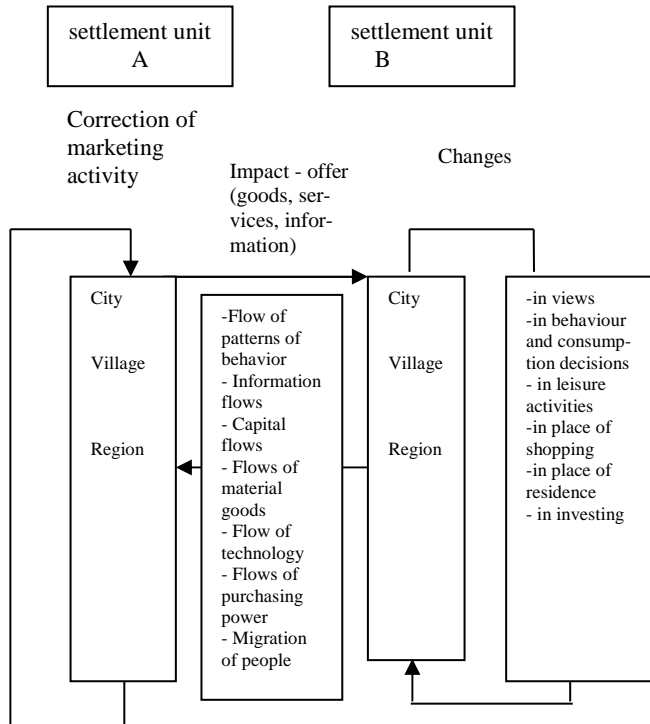 settlement unit
A
settlement unit
B
Correction of
marketing
activity
Impact - offer
(goods, ser-
vices, infor-
mation)
Changes
City
Village
Region
-Flow of
patterns of
behavior
- Information
flows
- Capital
flows
- Flows of
material
goods
- Flow of
technology
- Flows of
purchasing
power
- Migration
of people
City
Village
Region
-in views
-in behaviour
and consump-
tion decisions
- in leisure
activities
-in place of
shopping
-in place of
residence
- in investing